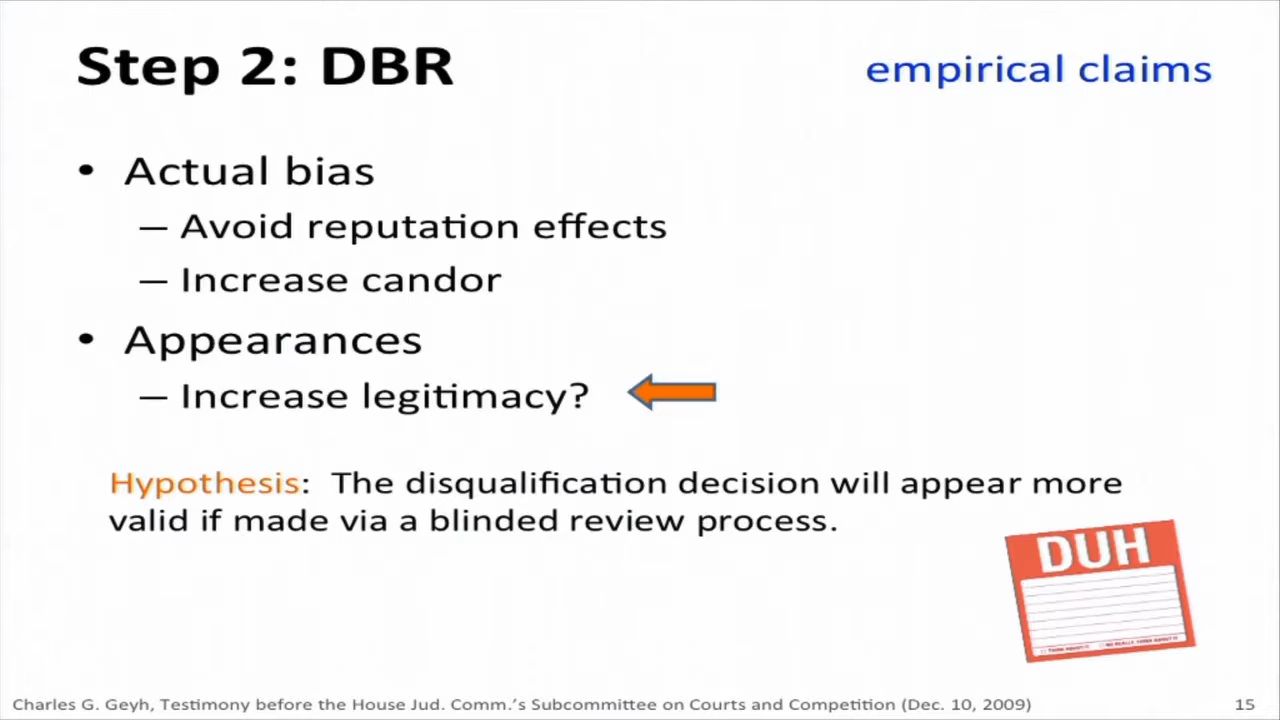 Step 2: DBR
empirical claims
• Actual bias
– Avoid reputation effects
– Increase candor
• Appearances
– Increase legitimacy?
Hypothesis: The disqualification decision will appear more
valid if made via a blinded review process.
DUH
Charles G. Geyh, Testimony before the House Jud. Comm.'s Subcommittee on Courts and Competition (Dec. 10, 2009)
15